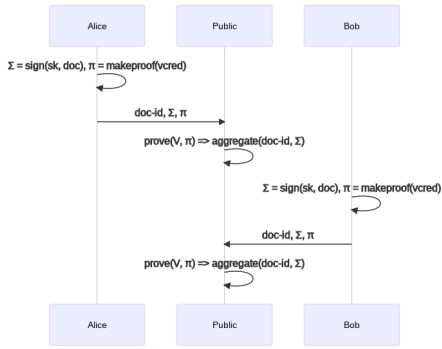 Alice
Public
Bob
Σ = sign(sk, doc), π = makeproof(vcred)
doc-id, Σ, π
prove(V, π) => aggregate(doc-id, Σ)
Σ = sign(sk, doc), π = makeproof(vcred)
doc-id, Σ, π
prove(V, π) => aggregate(doc-id, Σ)
Alice
Public
Bob